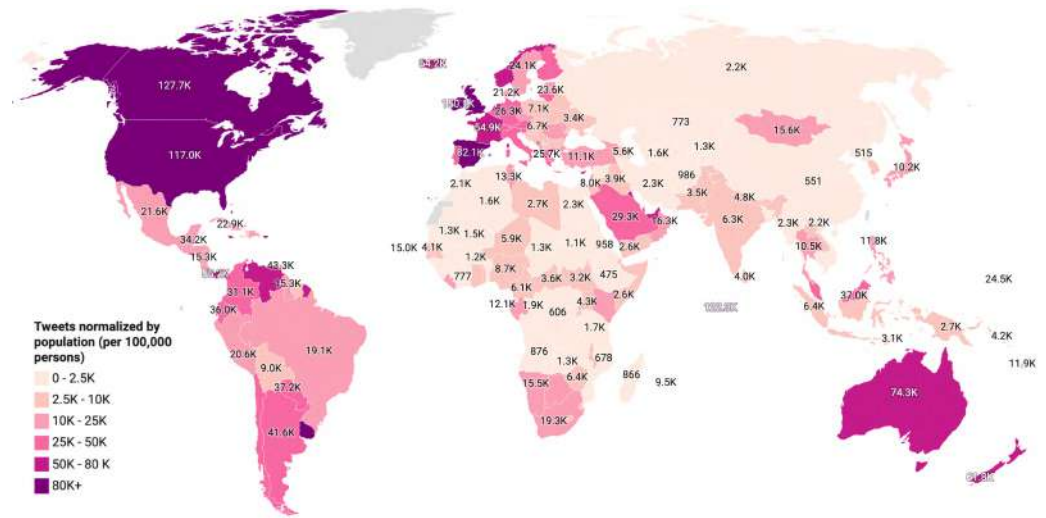 127.7K
117.0K
21.6K
22.9K
34.2K
15.3K
43.3K
15.3K
31.1K
36.0K
20.6K
19.1K
9.0K
37.2K
41.6K
24.1K
21.2K
23.6K
26.3K
7.1K
3.4K
54.9K
6.7K
82.1K
25.7K
11.1K
5.6K
2.2K
773
15.6K
1.6K
1.3K
515
10.2K
2.1K
13.3K
8.0K
3.9K
2.3K
986
551
1.6K
2.7K
2.3K
3.5K
4.8K
29.3K
16.3K
6.3K
2.3K
2.2K
1.3K
1.5K
5.9K
1.3K
1.1K
958
2.6K
10.5K
11.8K
15.0K
4.1K
1.2K
777
8.7K
3.6K
3.2K
475
4.0K
24.5K
6.1K
2.6K
37.0K
12.1K
1.9K
4.3K
606
6.4K
1.7K
3.1K
2.7K
4.2K
876
1.3K
678
11.9K
15.5K
6.4K
866
9.5K
74.3K
19.3K
Tweets normalized by
population (per 100,000
persons)
0 - 2.5K
2.5K - 10K
10K - 25K
25K - 50K
50K - 80 K
80K+